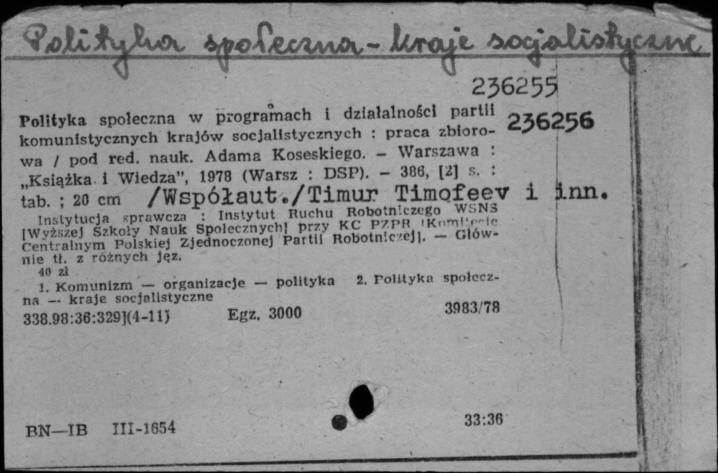 Polityka społeczna - kraje socjalistyczne
236255
Polityka społeczna w programach i działalności partii
komunistycznych krajów socjalistycznych : praca zbioro- 236256
wa / pod red. nauk. Adama Koseskiego. — Warszawa :
„Książka i Wiedza”, 1978 (Warsz : DSP). — 386, [2] s. :
tab. ; 20 cm /Współaut./Timur Timofeev i inn.
Instytucja sprawcza : Instytut Ruchu Robotniczego WSNS
[Wyższej Szkoły Nauk Społecznych] przy KC PZPR [Komitecie
Centralnym Polskiej Zjednoczonej Partii Robotniczej]. — Głów-
nie tł. z różnych jęz.
40 zł
1. Komunizm — organizacje — polityka 2. Polityka społecz-
na — kraje socjalistyczne
338.98:36:329](4-11) Egz. 3000 3983/78
BN—IB III-1654 33:36